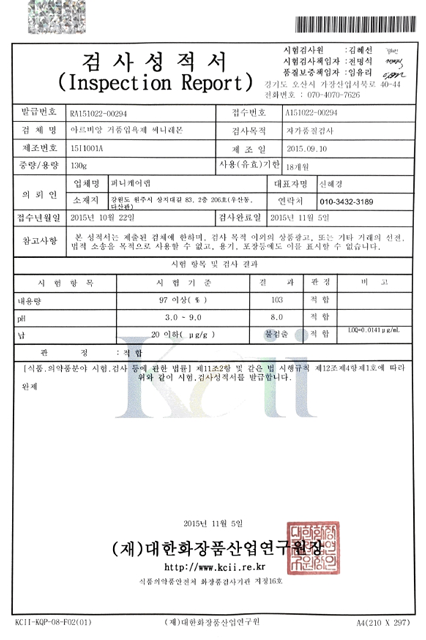 시험검사원 : 김혜선
검사성적서
시험검사책임자 : 전명석
(Inspection Report)
품질보증책임자 : 임유리
경기도 오산시 가장산업서북로 40-44
전화번호 : 070-4070-7626
발급번호 RA151022-00294 접수번호 A151022-00294
검체명 아르비앙 거품입욕제 써니레몬 검사목적 자가품질검사
제조번호 15J1001A 제조일 2015.09.10
중량/용량 130g 사용(유효)기한 18개월
의뢰인 업체명 퍼니케어랩 대표자명 신혜경
소재지 강원도 원주시 상지대길 83, 2층 206호(우산동, 다산관) 연락처 010-3432-3189
접수년월일 2015년 10월 22일 검사완료일 2015년 11월 5일
참고사항 본 성적서는 제출된 검체에 한하며, 검사 목적 이외의 상품광고, 또는 기타 거래의 선전,
법적 소송을 목적으로 사용할 수 없고, 용기, 포장등에도 이를 표시할 수 없습니다.
시험 항목 및 검사 결과
시험항목 시험기준 결과 판정 비고
내용량 97 이상(%) 103 적합
pH 3.0 ~ 9.0 8.0 적합
납 20 이하(μg/g) 불검출 적합 LOQ=0.0141μg/mL
판정 : 적합
[식품.의약품분야 시험.검사 등에 관한 법률] 제11조2항 및 같은 법 시행규칙 제12조제4항제1호에 따라
위와 같이 시험.검사성적서를 발급합니다.
완제
Kcii
2015년 11월 5일
(재)대한화장품산업연구원장
http://www.kcii.re.kr
식품의약품안전처 화장품검사기관 지정16호
KCII-KQP-08-F02(01) (재)대한화장품산업연구원 A4(210 X 297)